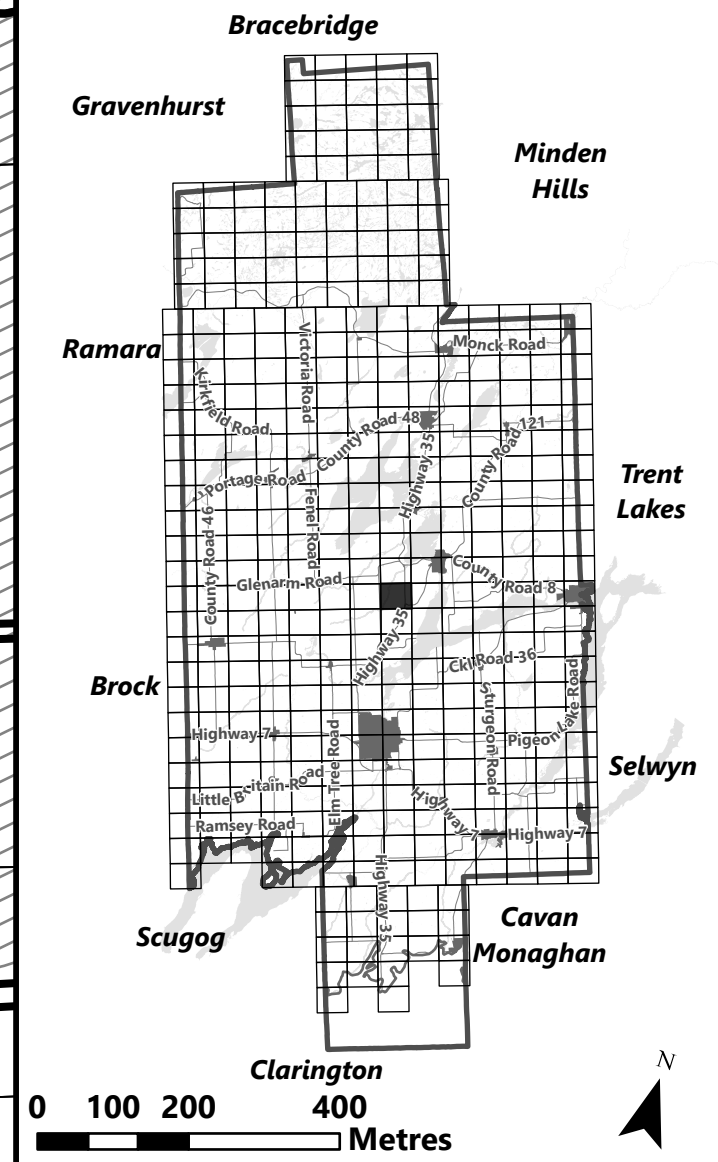 Bracebridge
Gravenhurst
Minden
Hills
Ramara
Monck Road
Victoria Road
Kirkfield Road
County Road 48
121
Highway 35
County Road
Portage Road
Trent
Lakes
Fenel Road
County Road 46
Glenarm Road
County Road 8
Highway 35
Ckl Road 36
Brock
Sturgeon Road
Pigeon Lake Road
Highway 7
Elm Tree Road
Selwyn
Little Britain Road
Highway 7
Ramsey Road
Highway 7
Highway 35
Scugog
Cavan
Monaghan
Clarington
N
0 100 200 400
Metres